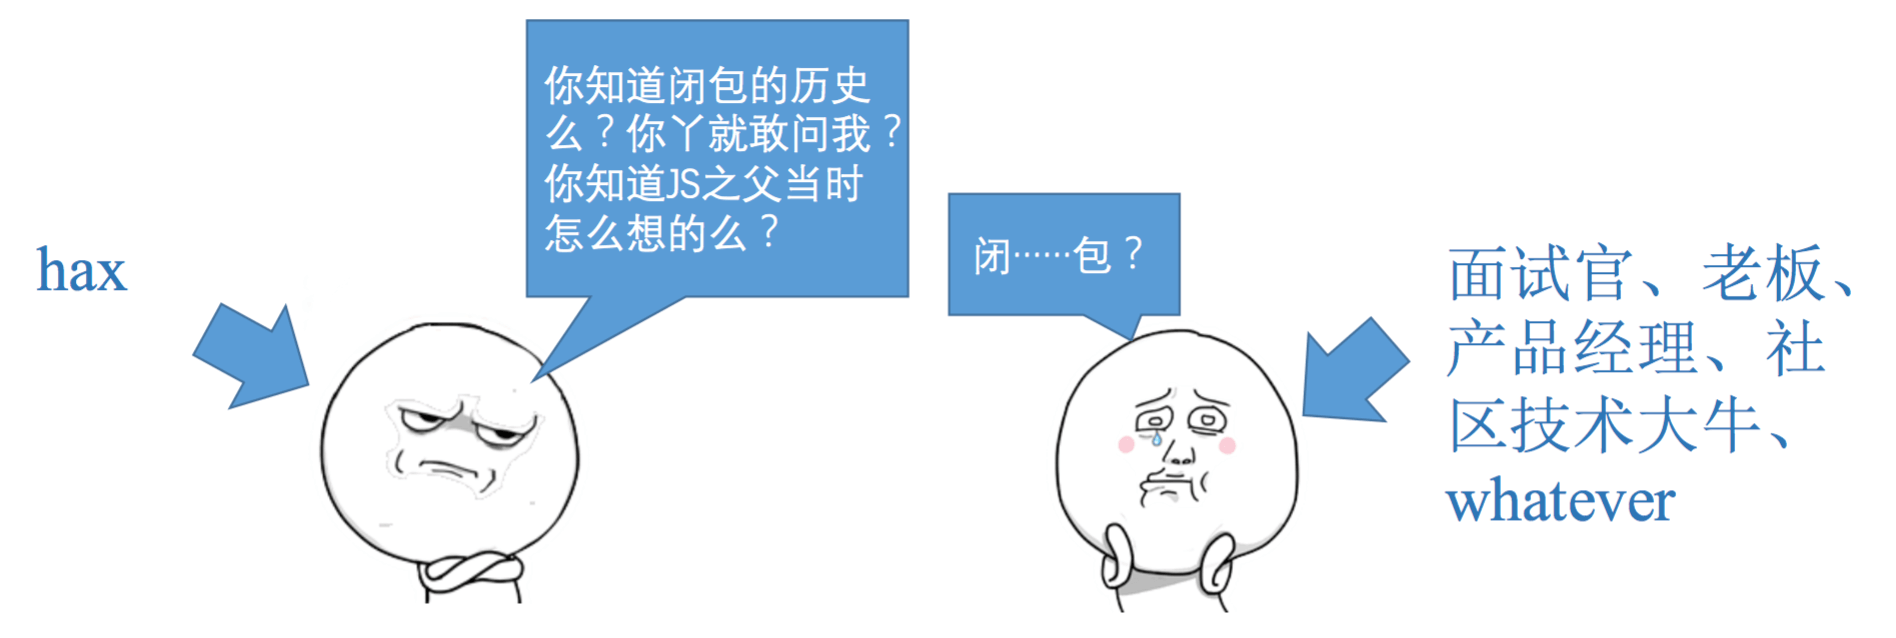 hax
你知道闭包的历史
么？你丫就敢问我？
你知道JS之父当时
怎么想的么？
闭……包？
面试官、老板、
产品经理、社
区技术大牛、
whatever